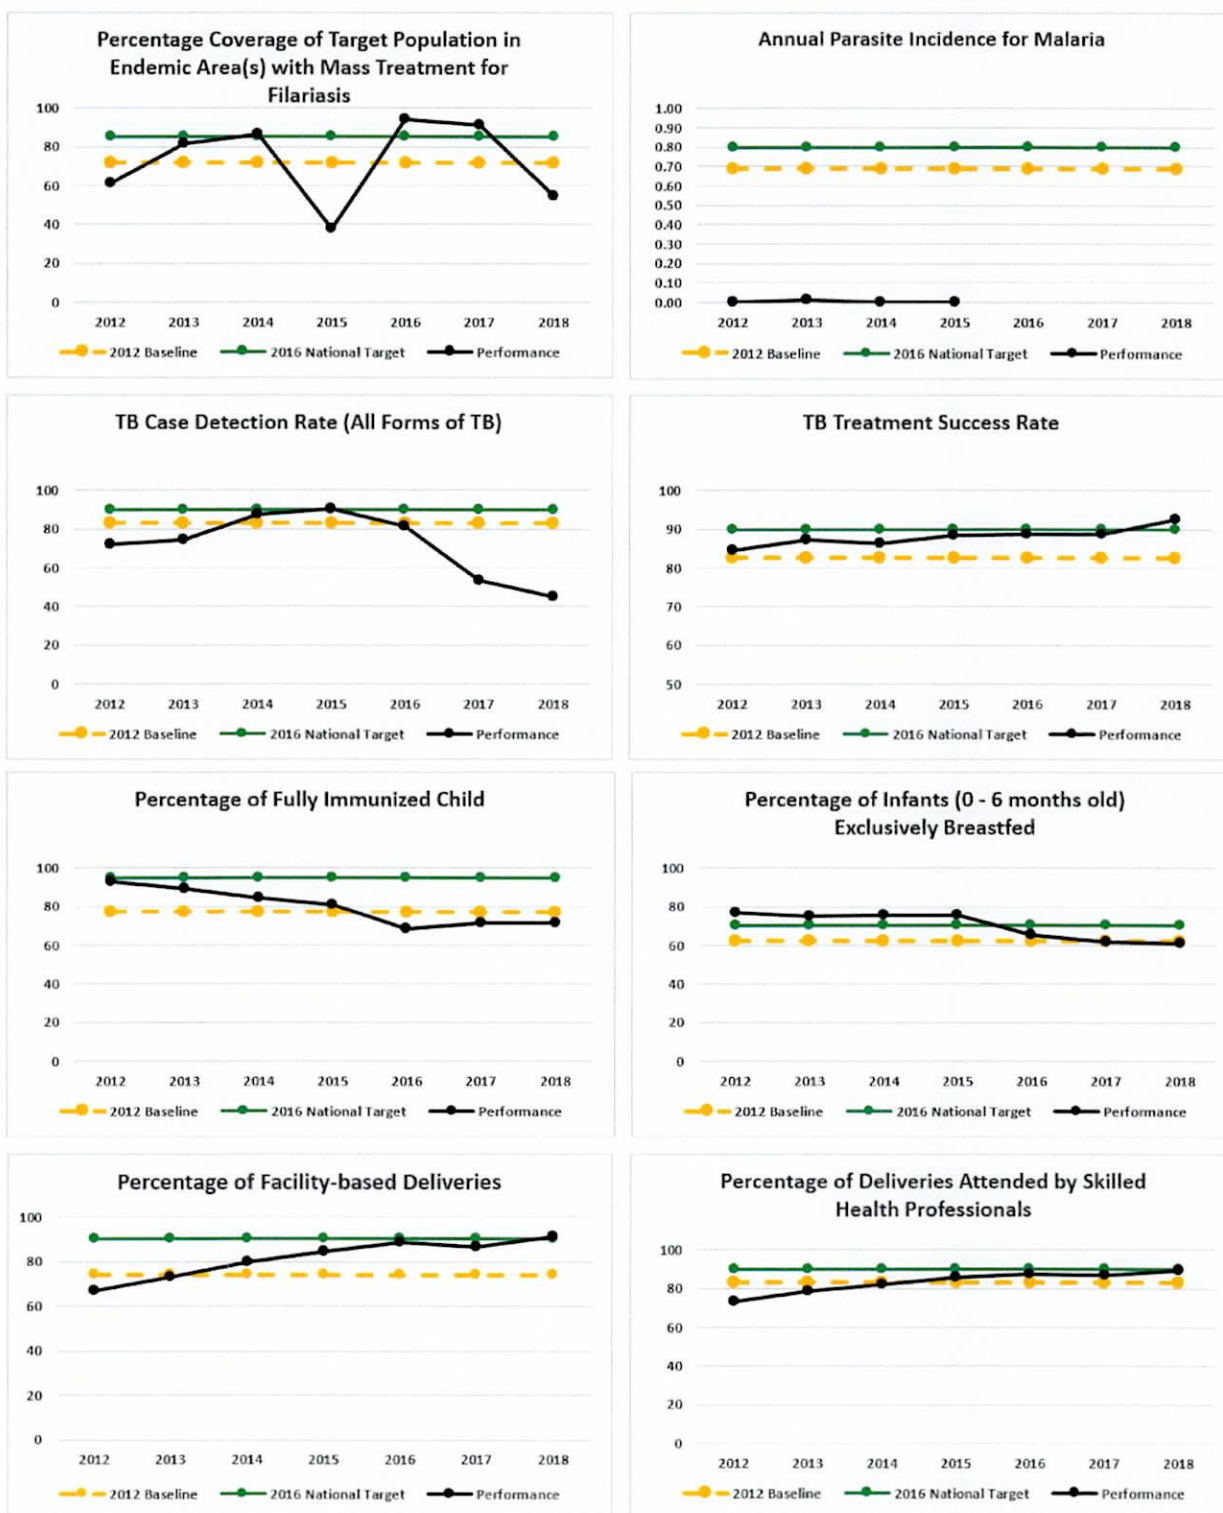 Percentage Coverage of Target Population in
Endemic Area(s) with Mass Treatment for
Filariasis
100
80
60
40
20
0
2012 2013 2014 2015 2016 2017 2018
2012 Baseline 2016 National Target Performance
Annual Parasite Incidence for Malaria
1.00
0.90
0.80
0.70
0.60
0.50
0.40
0.30
0.20
0.10
0.00
2012 2013 2014 2015 2016 2017 2018
2012 Baseline 2016 National Target Performance
TB Case Detection Rate (All Forms of TB)
100
80
60
40
20
0
2012 2013 2014 2015 2016 2017 2018
2012 Baseline 2016 National Target Performance
TB Treatment Success Rate
100
90
80
70
60
50
2012 2013 2014 2015 2016 2017 2018
2012 Baseline 2016 National Target Performance
Percentage of Fully Immunized Child
100
80
60
40
20
0
2012 2013 2014 2015 2016 2017 2018
2012 Baseline 2016 National Target Performance
Percentage of Infants (0 - 6 months old)
Exclusively Breastfed
100
80
60
40
20
0
2012 2013 2014 2015 2016 2017 2018
2012 Baseline 2016 National Target Performance
Percentage of Facility-based Deliveries
100
80
60
40
20
0
2012 2013 2014 2015 2016 2017 2018
2012 Baseline 2016 National Target Performance
Percentage of Deliveries Attended by Skilled
Health Professionals
100
80
60
40
20
0
2012 2013 2014 2015 2016 2017 2018
2012 Baseline 2016 National Target Performance